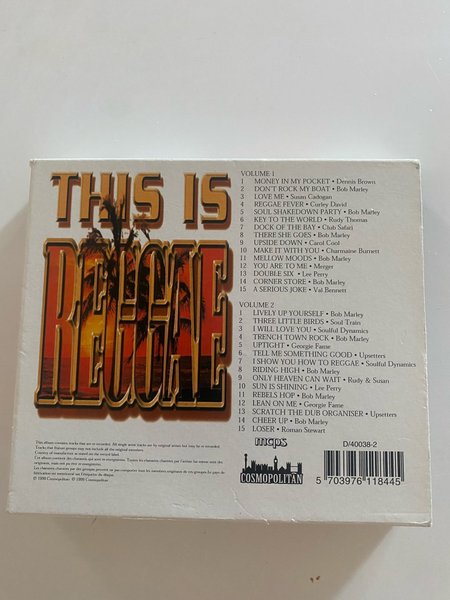 THIS IS
REGGAE
VOLUME 1
1 MONEY IN MY POCKET • Dennis Brown
2 DON'T ROCK MY BOAT • Bob Marley
3 LOVE ME • Susan Cadogan
4 REGGAE FEVER • Curley David
5 SOUL SHAKEDOWN PARTY • Bob Marley
6 KEY TO THE WORLD • Rudy Thomas
7 DOCK OF THE BAY • Chab Safari
8 THERE SHE GOES • Bob Marley
9 UPSIDE DOWN • Carol Cool
10 MAKE IT WITH YOU • Charmaine Burnett
11 MELLOW MOODS • Bob Marley
12 YOU ARE TO ME • Merger
13 DOUBLE SIX • Lee Perry
14 CORNER STORE • Bob Marley
15 A SERIOUS JOKE • Val Bennett
VOLUME 2
1 LIVELY UP YOURSELF • Bob Marley
2 THREE LITTLE BIRDS • Soul Train
3 I WILL LOVE YOU • Soulful Dynamics
4 TRENCH TOWN ROCK • Bob Marley
5 UPTIGHT • Georgie Fame
6 TELL ME SOMETHING GOOD • Upsetters
7 I SHOW YOU HOW TO REGGAE • Soulful Dynamics
8 RIDING HIGH • Bob Marley
9 ONLY HEAVEN CAN WAIT • Rudy & Susan
10 SUN IS SHINING • Lee Perry
11 REBELS HOP • Bob Marley
12 LEAN ON ME • Georgie Fame
13 SCRATCH THE DUB ORGANISER • Upsetters
14 CHEER UP • Bob Marley
15 LOSER • Roman Stewart
mcps
D/40038-2
COSMOPOLITAN
5 703976 118445